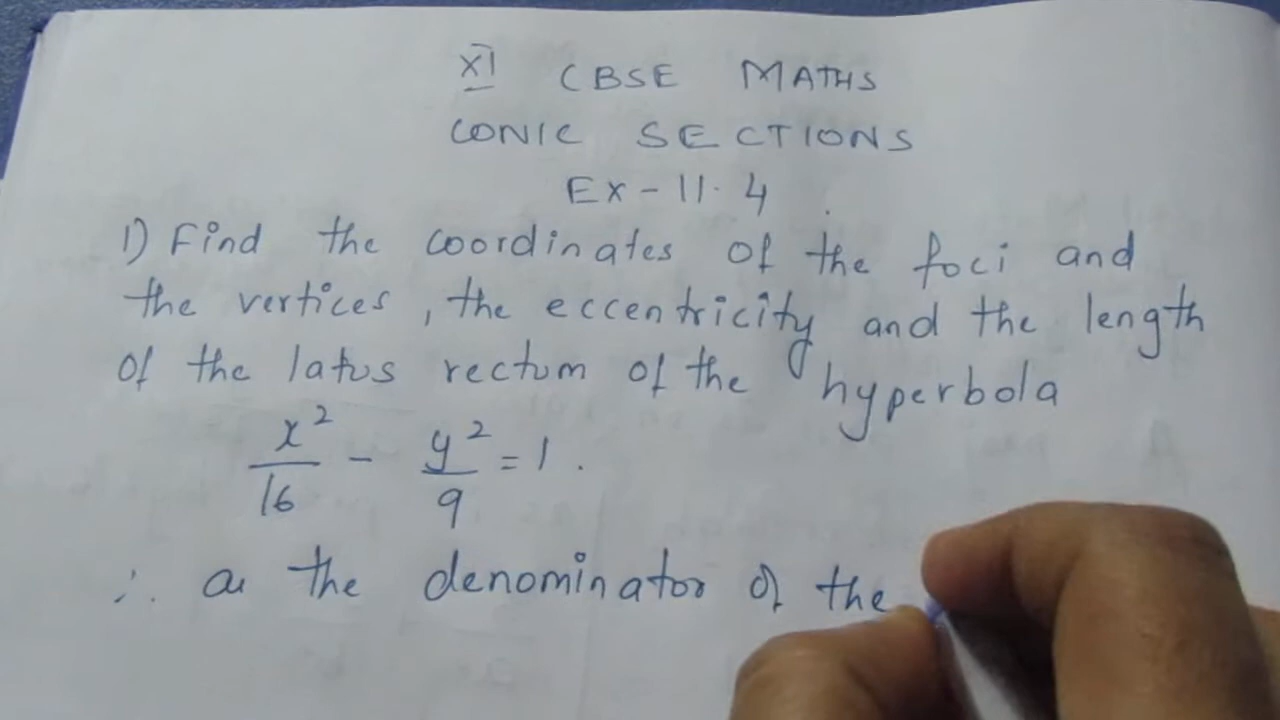 XI CBSE MATHS
CONIC SECTIONS
Ex - 11.4
1) Find the coordinates of the foci and
the vertices, the eccentricity and the length
of the latus rectum of the hyperbola
x²/16 - y²/9 = 1.
∴ as the denominator of the